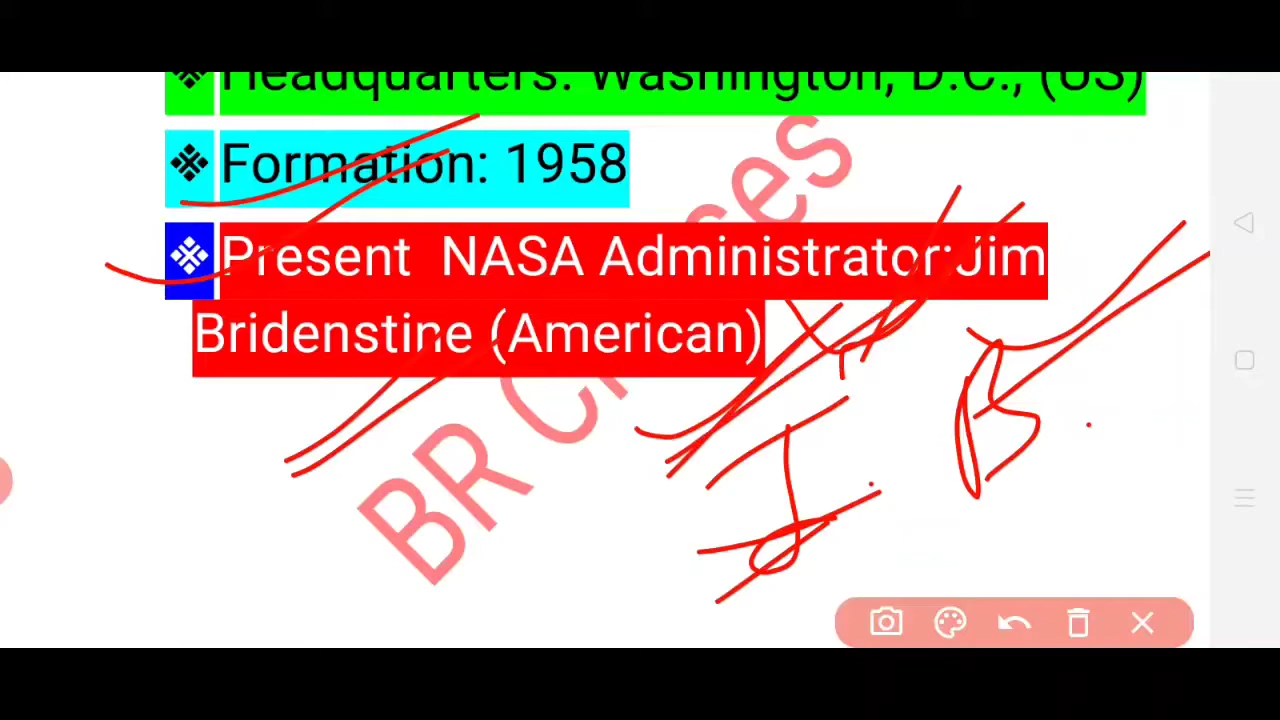 ❖ Headquarters: Washington, D.C., (US)
❖ Formation: 1958
❖ Present NASA Administrator: Jim
Bridenstine (American)
BR Classes
J. B.